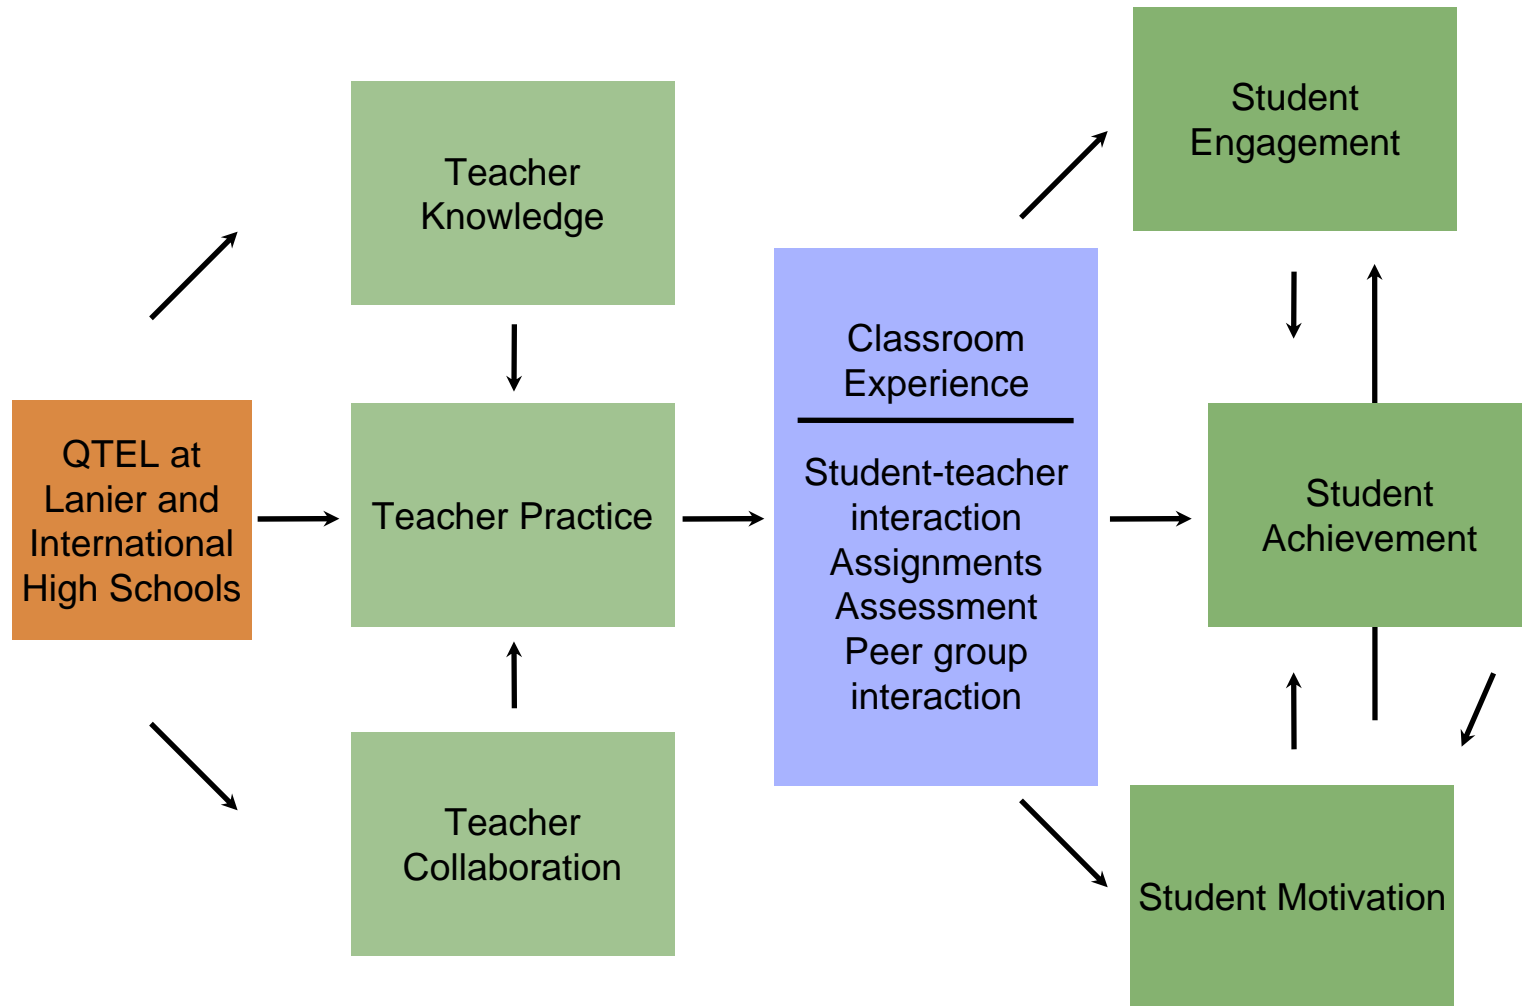 QTEL at
Lanier and
International
High Schools
Teacher
Knowledge
Teacher Practice
Teacher
Collaboration
Classroom
Experience
Student-teacher
interaction
Assignments
Assessment
Peer group
interaction
Student
Engagement
Student
Achievement
Student Motivation